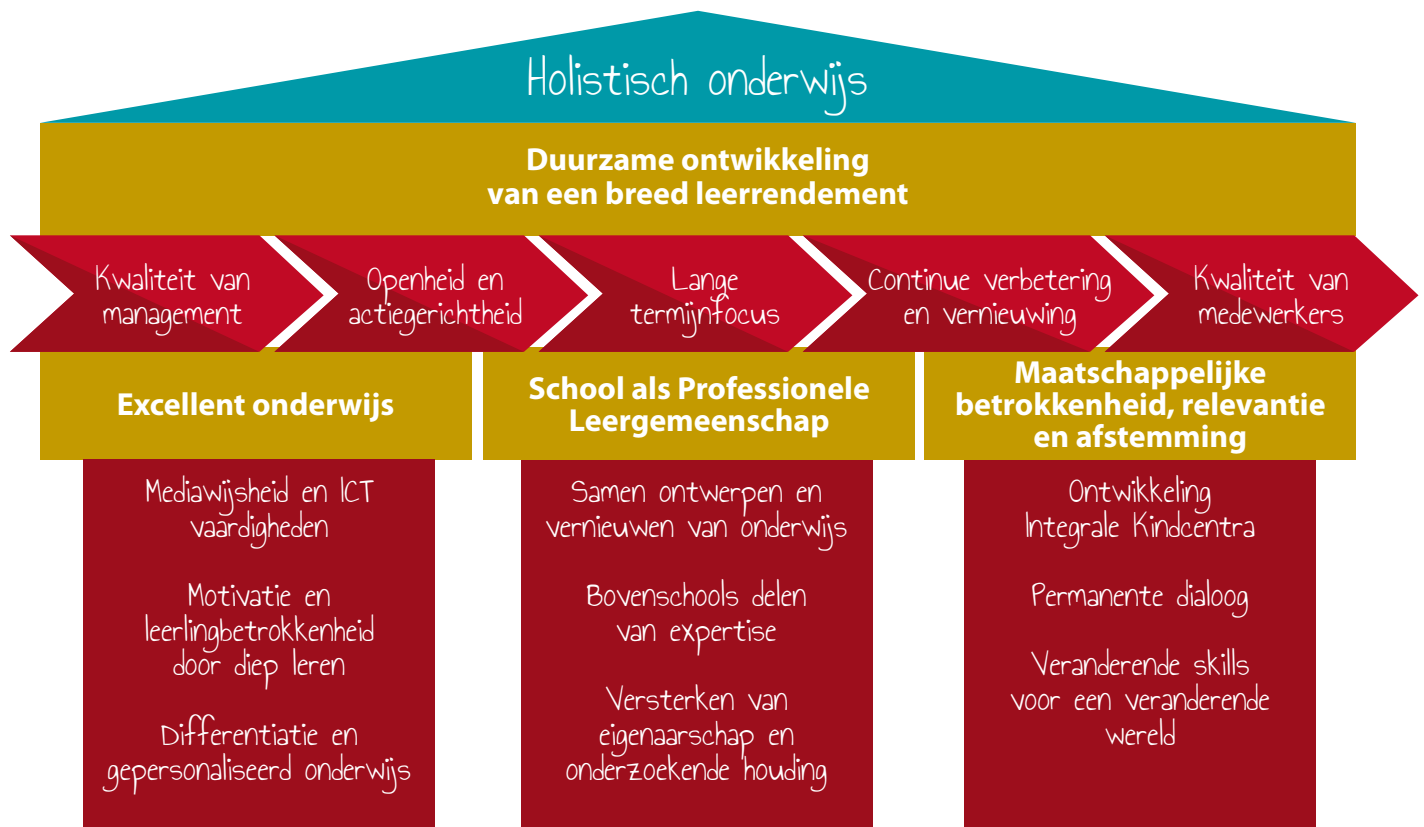 Holistisch onderwijs
Duurzame ontwikkeling
van een breed leerrendement
Kwaliteit van
management
Openheid en
actiegerichtheid
Lange
termijnfocus
Continue verbetering
en vernieuwing
Kwaliteit van
medewerkers
Excellent onderwijs
Mediawijsheid en ICT
vaardigheden
Motivatie en
leerlingbetrokkenheid
door diep leren
Differentiatie en
gepersonaliseerd onderwijs
School als Professionele
Leergemeenschap
Samen ontwerpen en
vernieuwen van onderwijs
Bovenschools delen
van expertise
Versterken van
eigenaarschap en
onderzoekende houding
Maatschappelijke
betrokkenheid, relevantie
en afstemming
Ontwikkeling
Integrale Kindcentra
Permanente dialoog
Veranderende skills
voor een veranderende
wereld